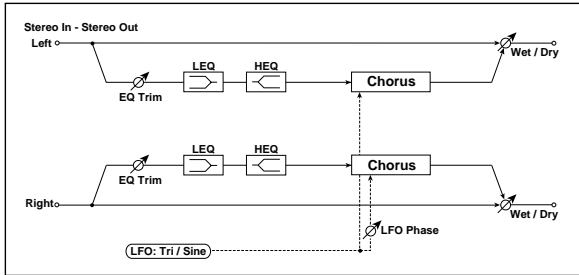 Stereo In - Stereo Out
Left
Wet / Dry
LEQ
HEQ
EQ Trim
Chorus
Chorus
EQ Trim
LEQ
HEQ
Right
Wet / Dry
LFO Phase
LFO: Tri / Sine